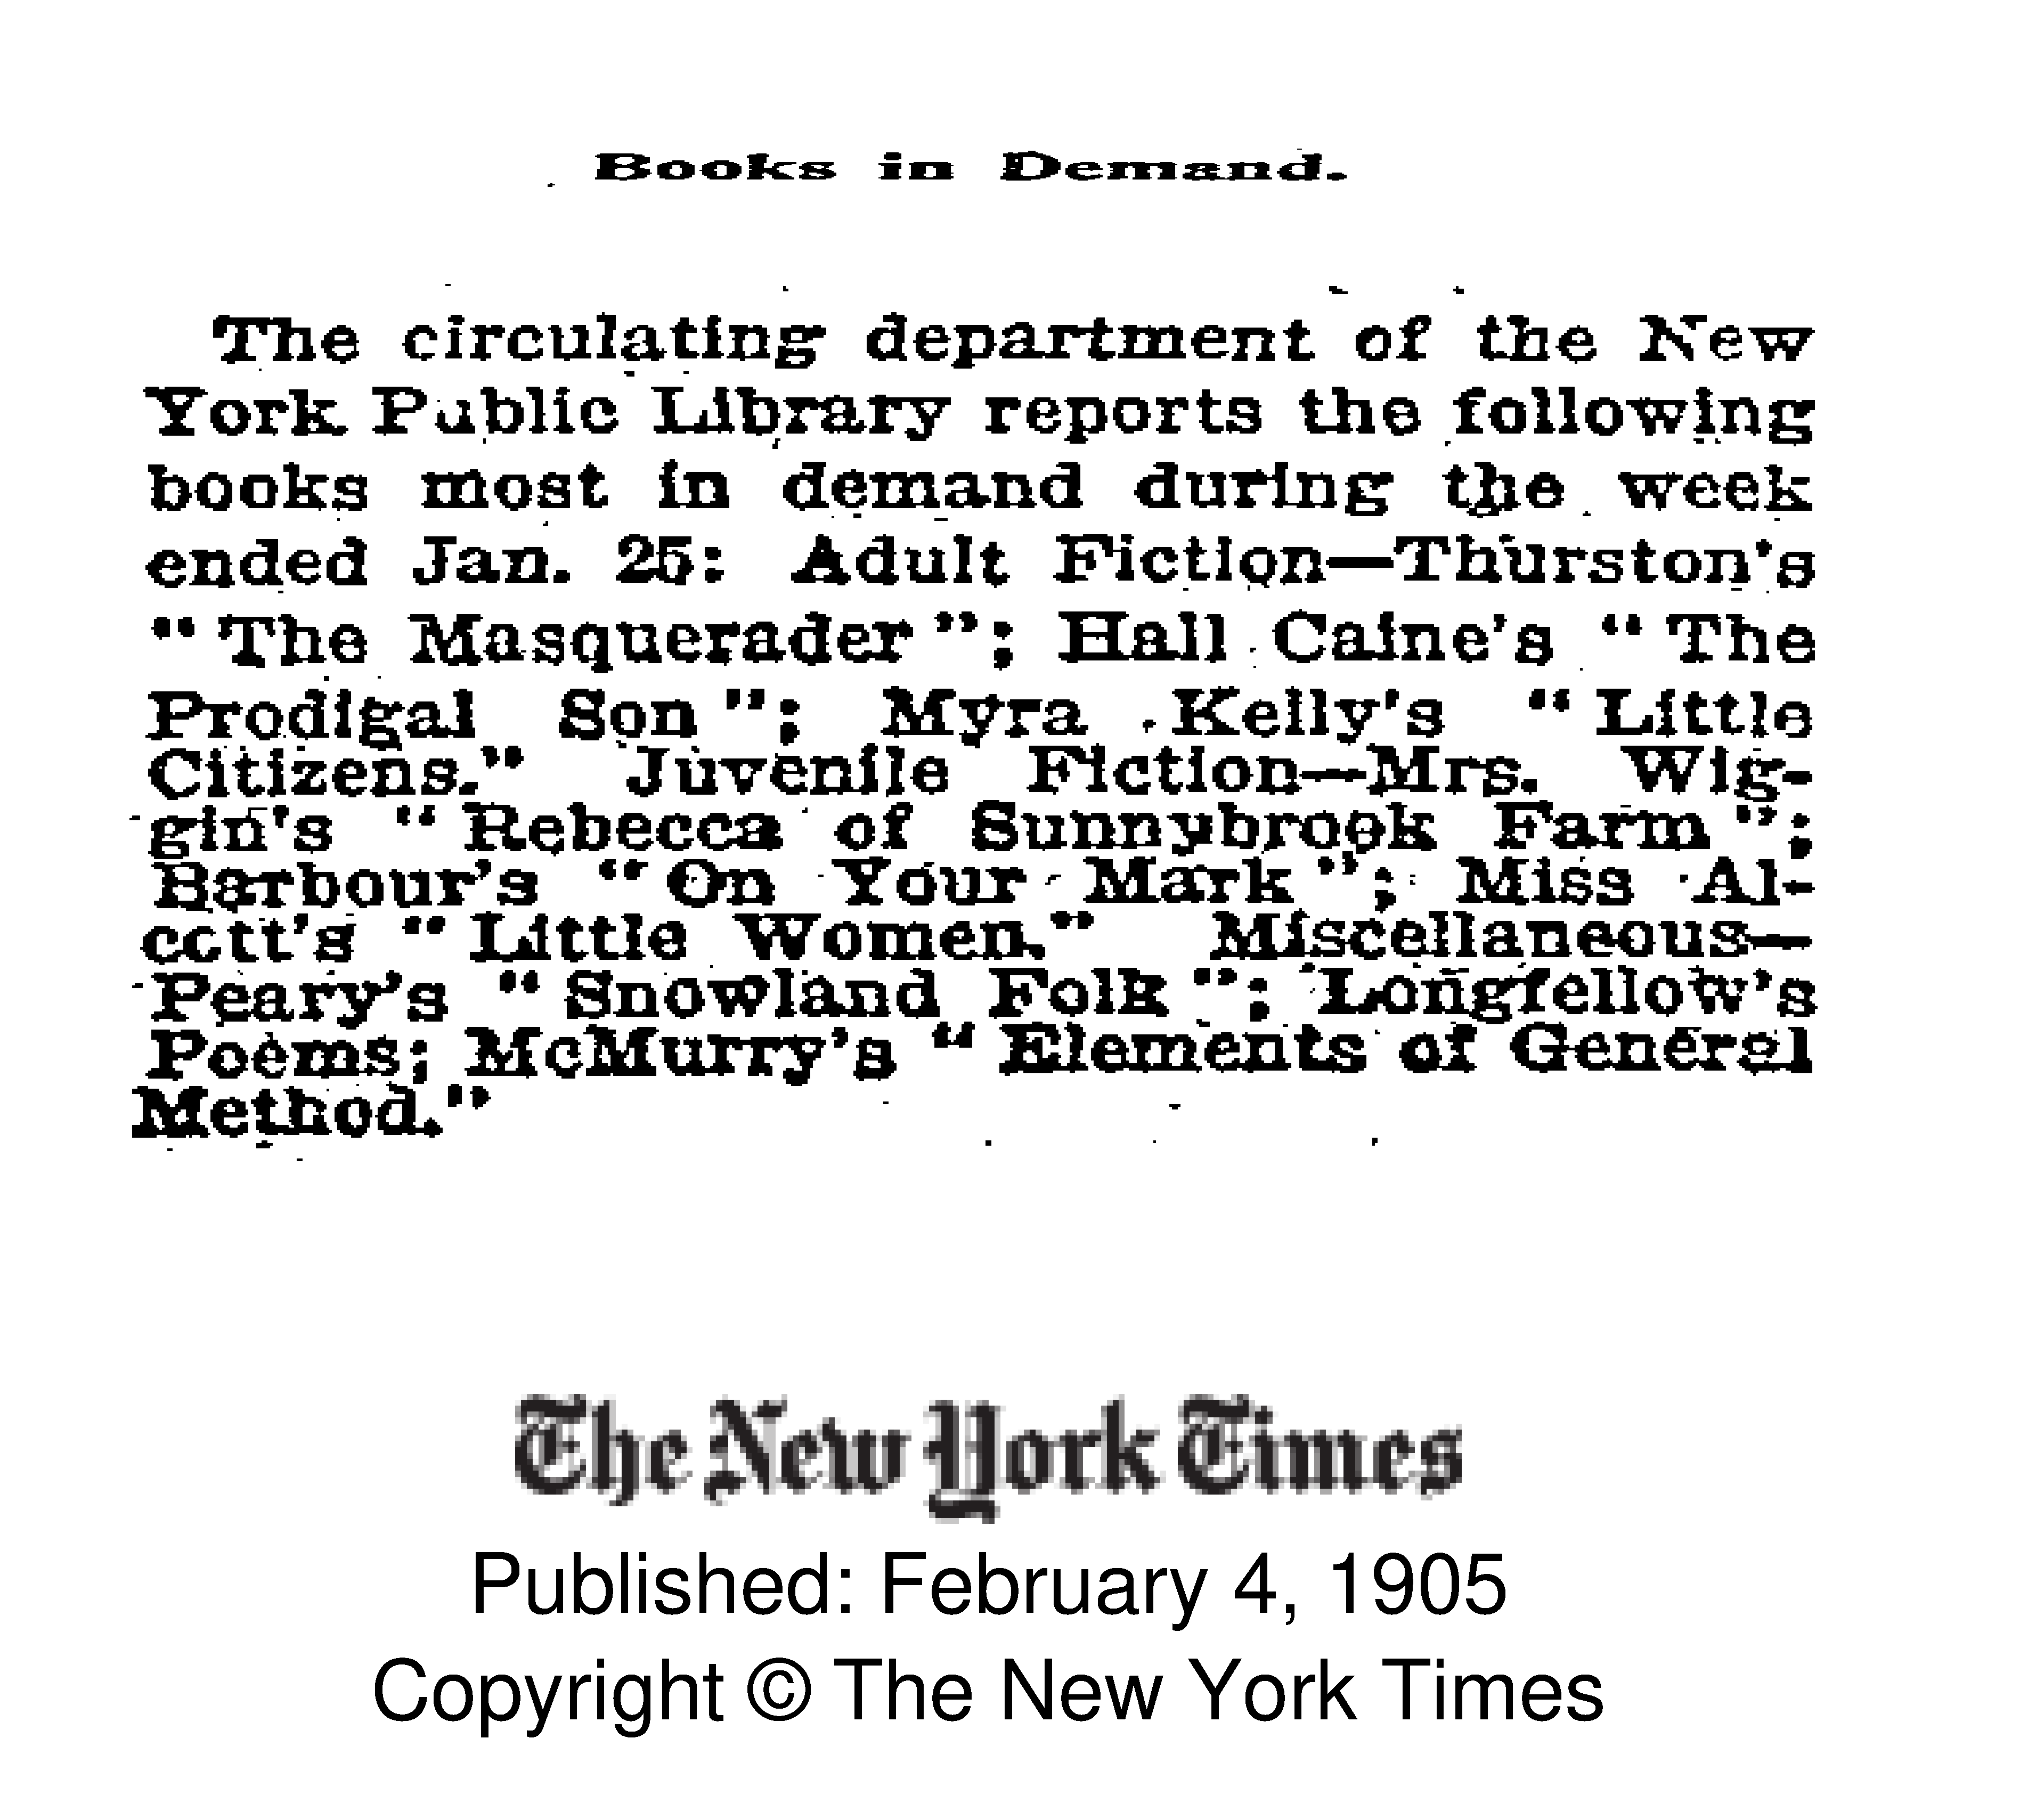 Books in Demand.
The circulating department of the New
York Public Library reports the following
books most in demand during the week
ended Jan. 25: Adult Fiction—Thurston's
"The Masquerader"; Hall Caine's "The
Prodigal Son"; Myra Kelly's "Little
Citizens." Juvenile Fiction—Mrs. Wig-
gin's "Rebecca of Sunnybrook Farm";
Barbour's "On Your Mark"; Miss Al-
cott's "Little Women." Miscellaneous—
Peary's "Snowland Folk"; Longfellow's
Poems; McMurry's "Elements of General
Method."
The New York Times
Published: February 4, 1905
Copyright © The New York Times